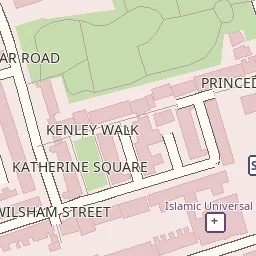 AR ROAD
PRINCED
KENLEY WALK
KATHERINE SQUARE
WILSHAM STREET
Islamic Universal
S